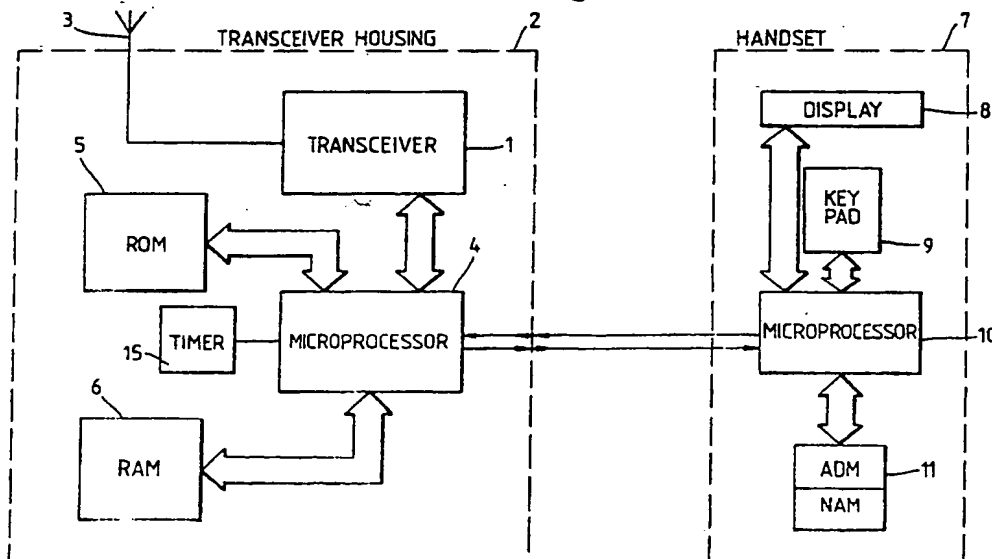 3
TRANSCEIVER HOUSING
2
HANDSET
7
DISPLAY
8
TRANSCEIVER
1
5
KEY
PAD
9
ROM
4
TIMER
15
MICROPROCESSOR
MICROPROCESSOR
10
6
RAM
ADM
NAM
11